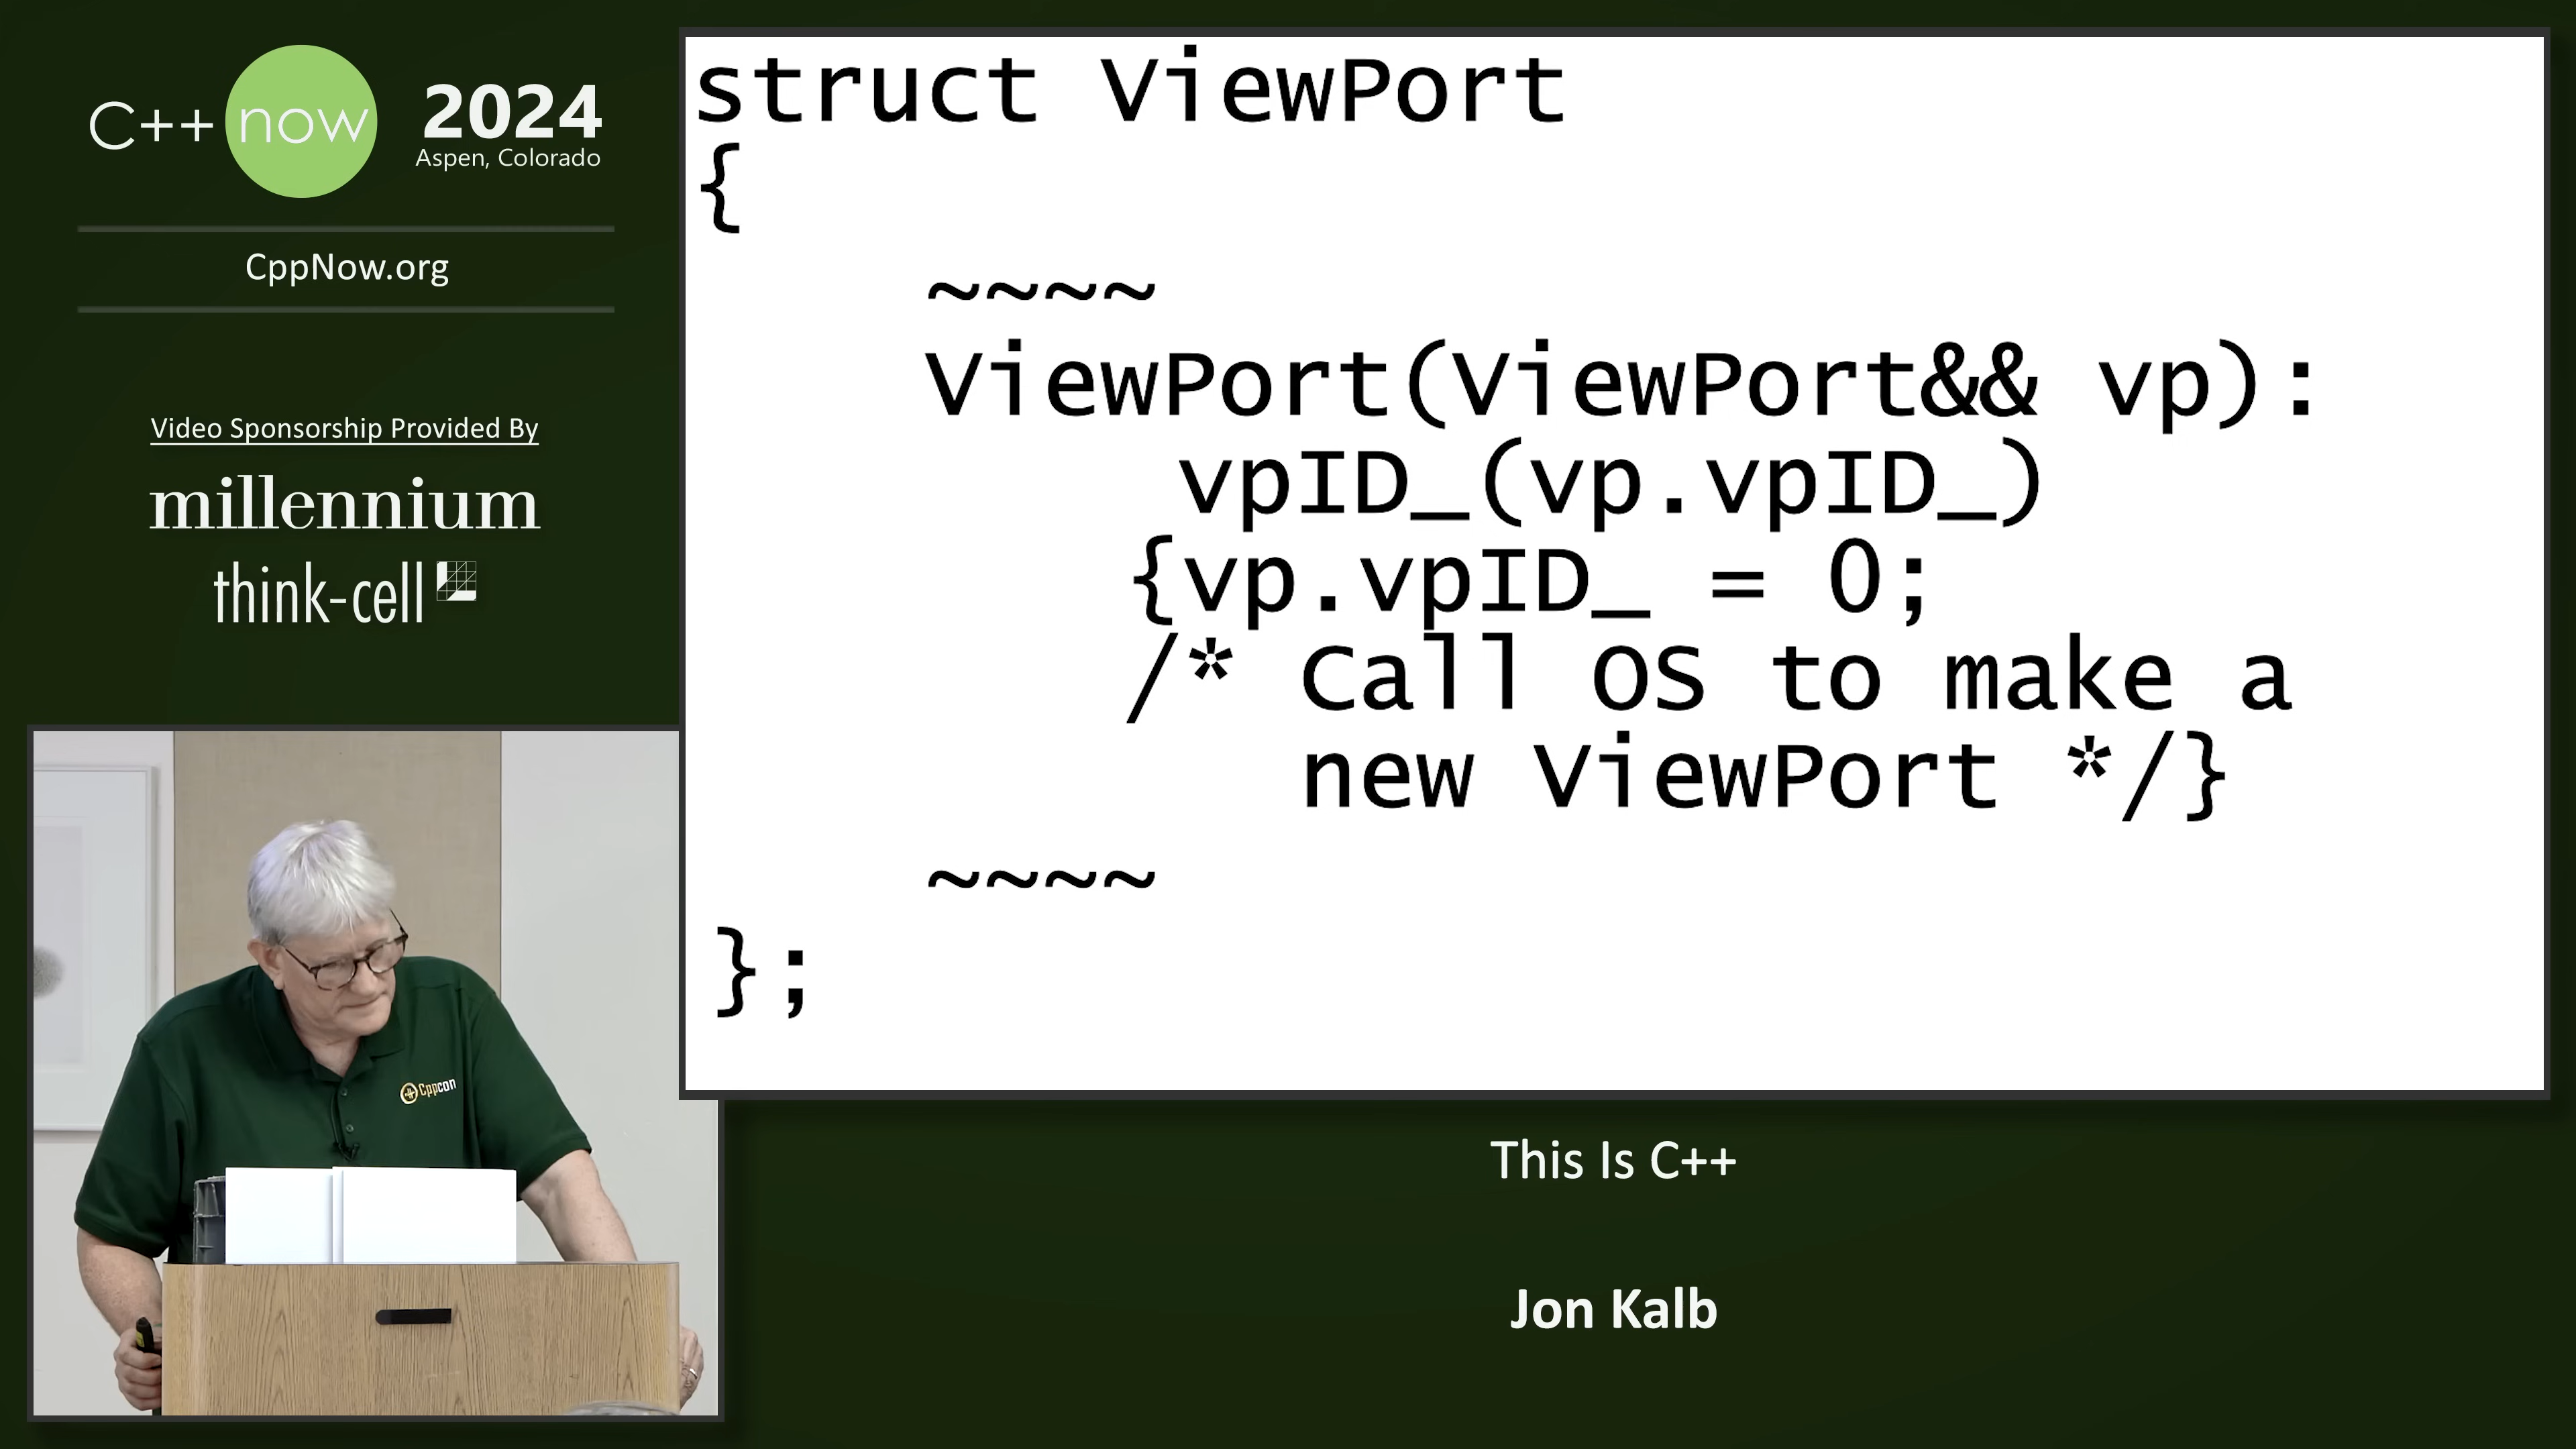 C++ now 2024
Aspen, Colorado
CppNow.org
Video Sponsorship Provided By
millennium
think-cell
struct ViewPort
{
~~~~
ViewPort(ViewPort&& vp):
vpID_(vp.vpID_)
{vp.vpID_ = 0;
/* Call OS to make a
new ViewPort */}
~~~~
};
Cppcon
This Is C++
Jon Kalb